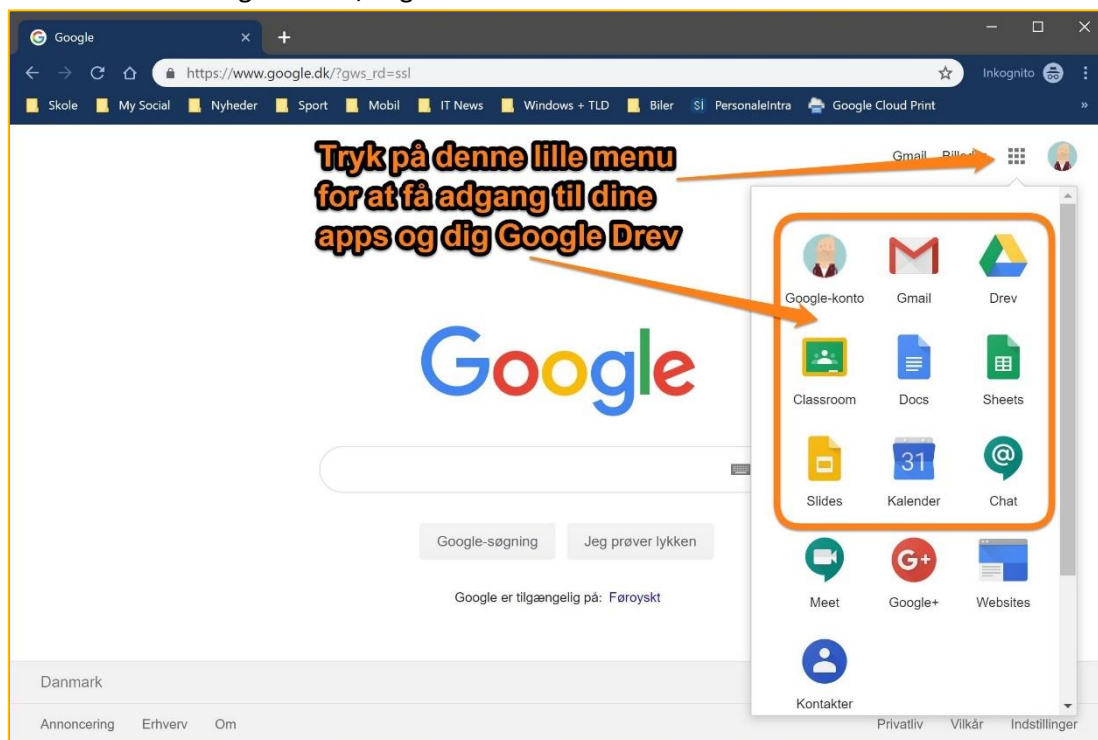 Google
https://www.google.dk/?gws_rd=ssl
Inkognito
Skole My Social Nyheder Sport Mobil IT News Windows + TLD Biler Sí PersonaleIntra Google Cloud Print »
Tryk på denne lille menu
for at få adgang til dine
apps og dig Google Drev
Gmail
Google-konto Gmail Drev
Classroom Docs Sheets
31
Slides Kalender Chat
G+
Meet Google+ Websites
Kontakter
Google
Google-søgning Jeg prøver lykken
Google er tilgængelig på: Føroyskt
Danmark
Annoncering Erhverv Om Privatliv Vilkår Indstillinger